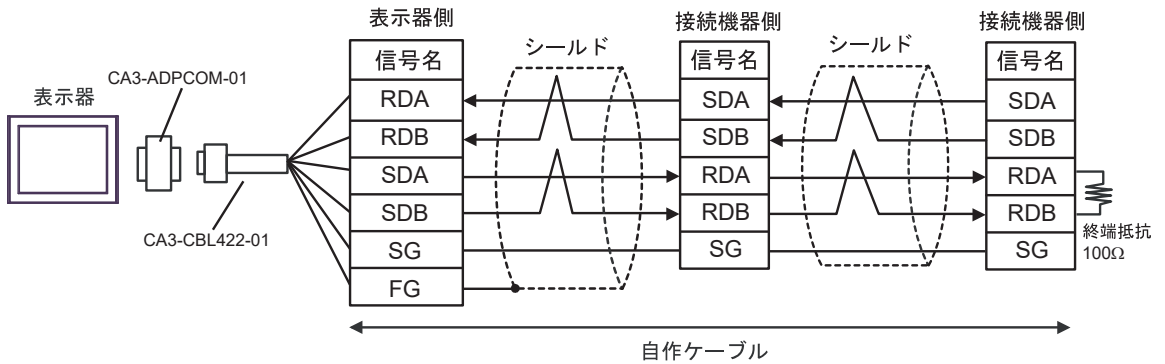 表示器側
接続機器側
接続機器側
信号名
シールド
信号名
シールド
信号名
CA3-ADPCOM-01
表示器
RDA
SDA
SDA
RDB
SDB
SDB
SDA
RDA
RDA
SDB
RDB
RDB
CA3-CBL422-01
SG
SG
SG
終端抵抗
100Ω
FG
自作ケーブル